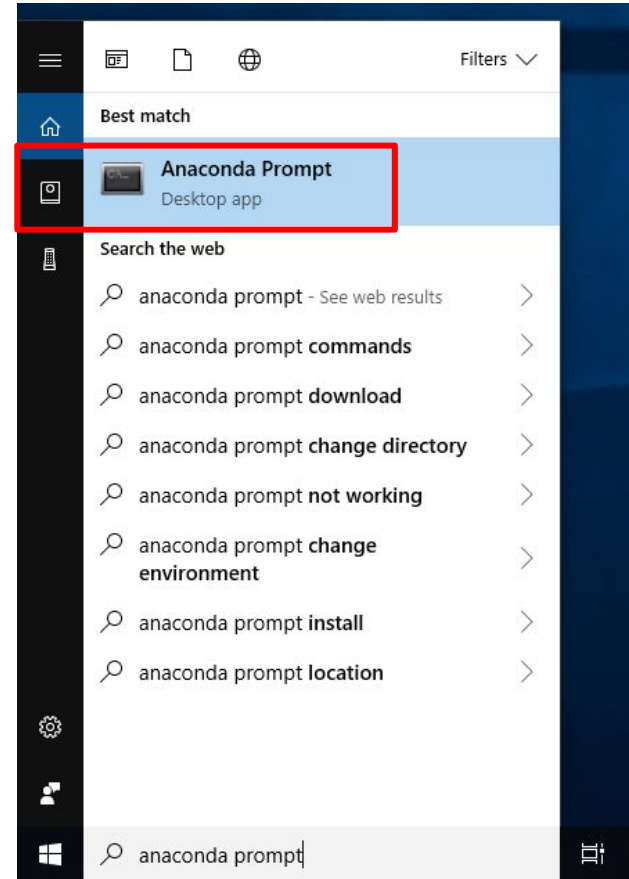 Filters
Best match
Anaconda Prompt
Desktop app
Search the web
anaconda prompt - See web results
anaconda prompt commands
anaconda prompt download
anaconda prompt change directory
anaconda prompt not working
anaconda prompt change
environment
anaconda prompt install
anaconda prompt location
anaconda prompt